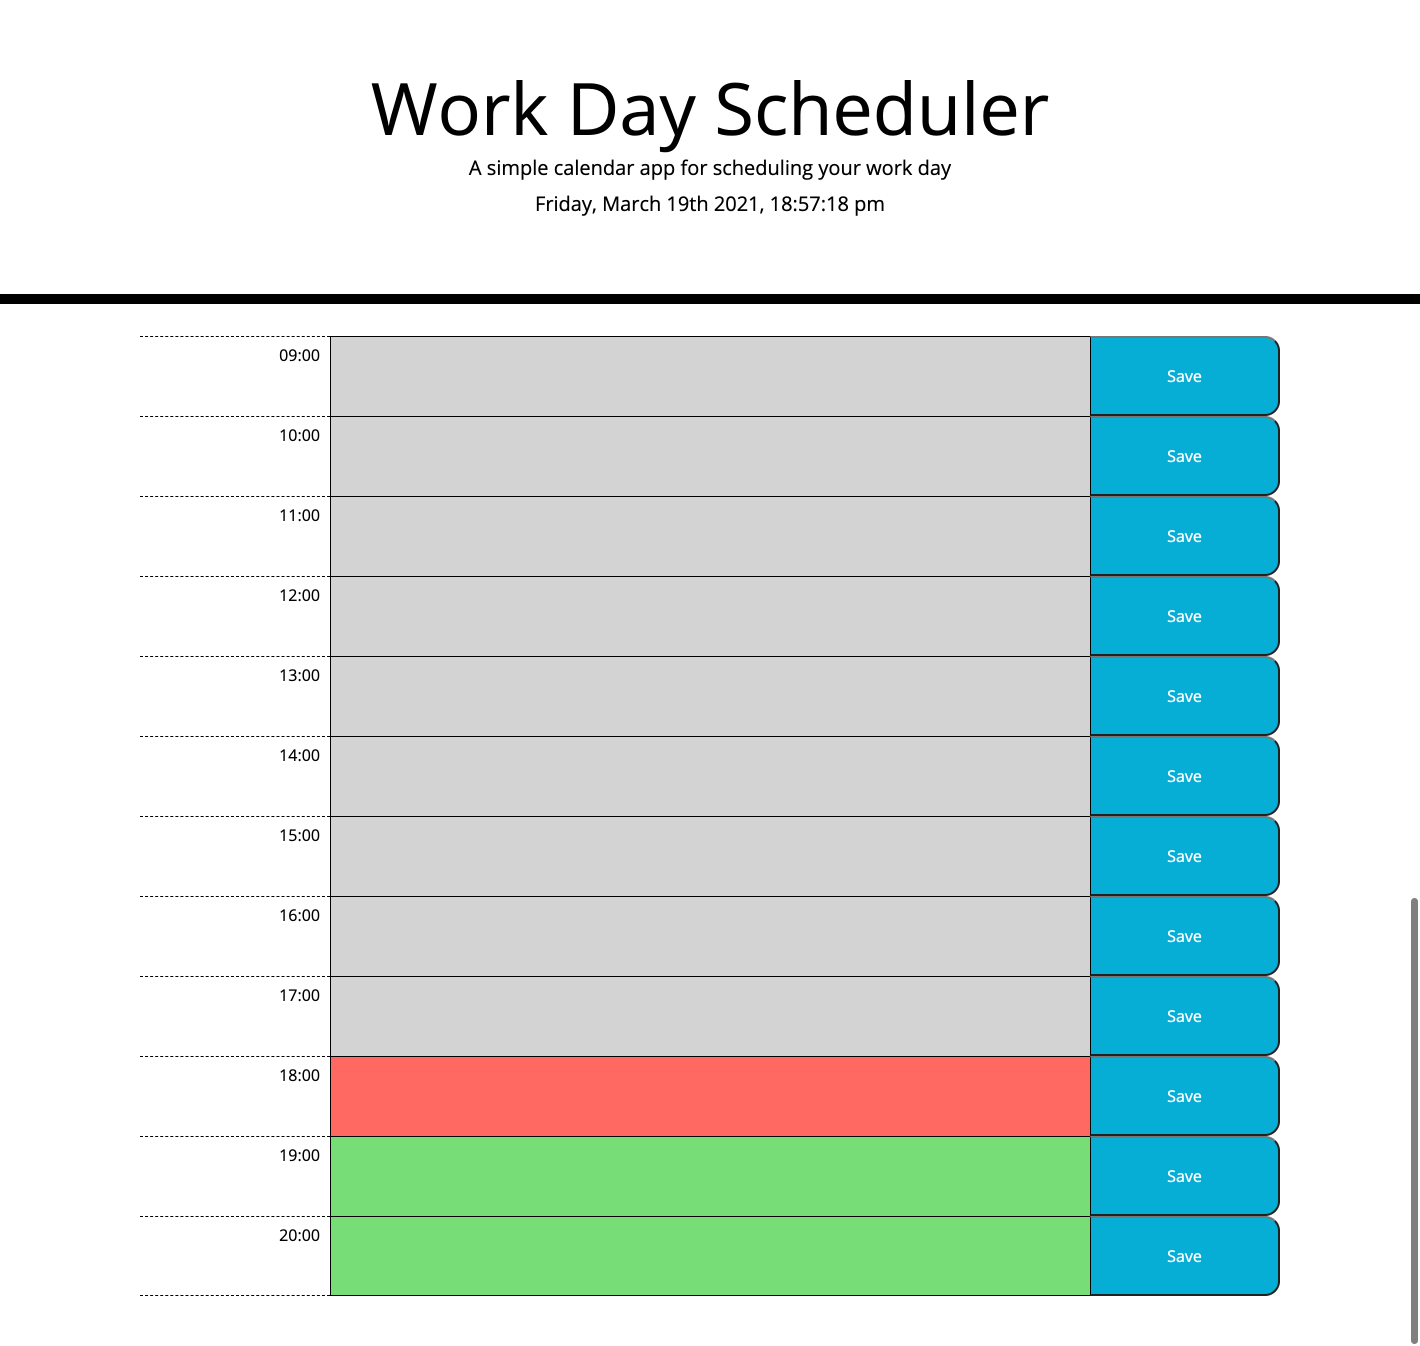 Work Day Scheduler
A simple calendar app for scheduling your work day
Friday, March 19th 2021, 18:57:18 pm
09:00 Save
10:00 Save
11:00 Save
12:00 Save
13:00 Save
14:00 Save
15:00 Save
16:00 Save
17:00 Save
18:00 Save
19:00 Save
20:00 Save